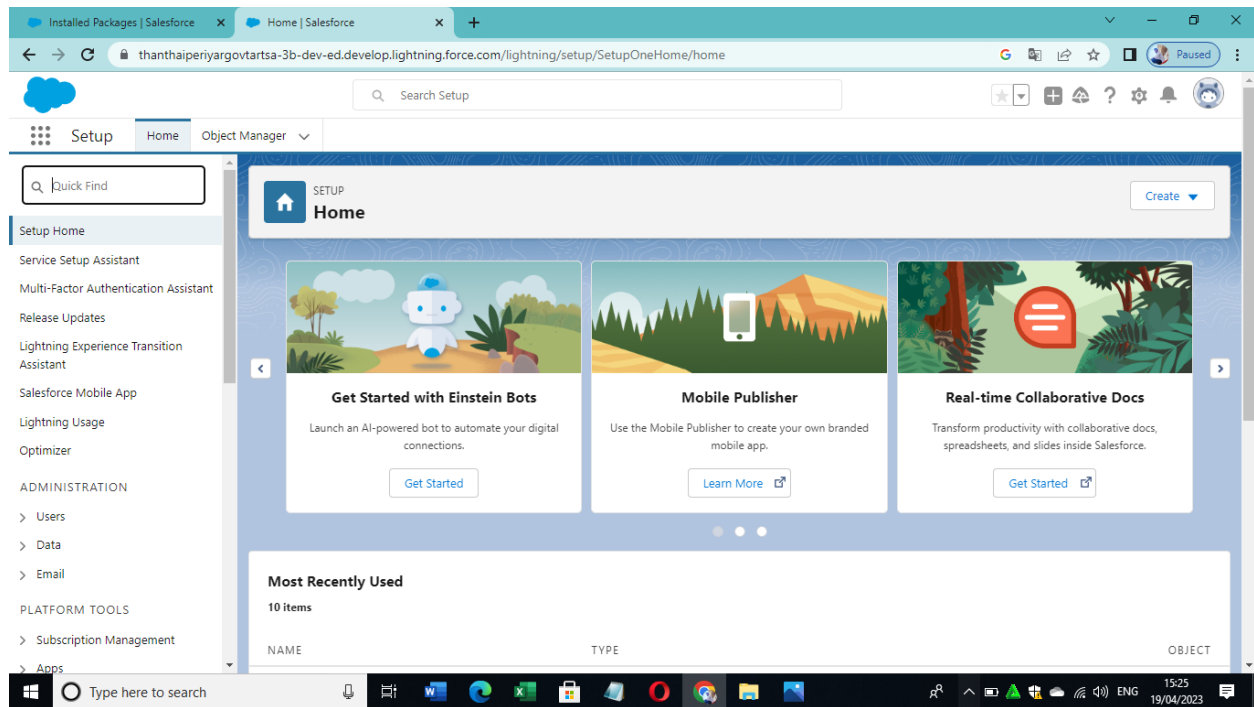 Installed Packages | Salesforce
Home | Salesforce
thanthaiperiyargovtartsa-3b-dev-ed.develop.lightning.force.com/lightning/setup/SetupOneHome/home
Paused
Search Setup
Setup
Home
Object Manager
Quick Find
Setup Home
Service Setup Assistant
Multi-Factor Authentication Assistant
Release Updates
Lightning Experience Transition
Assistant
Salesforce Mobile App
Lightning Usage
Optimizer
ADMINISTRATION
Users
Data
Email
PLATFORM TOOLS
Subscription Management
Apps
SETUP
Home
Create
Get Started with Einstein Bots
Launch an AI-powered bot to automate your digital
connections.
Get Started
Mobile Publisher
Use the Mobile Publisher to create your own branded
mobile app.
Learn More
Real-time Collaborative Docs
Transform productivity with collaborative docs,
spreadsheets, and slides inside Salesforce.
Get Started
Most Recently Used
10 items
NAME TYPE OBJECT
Type here to search
ENG
15:25
19/04/2023